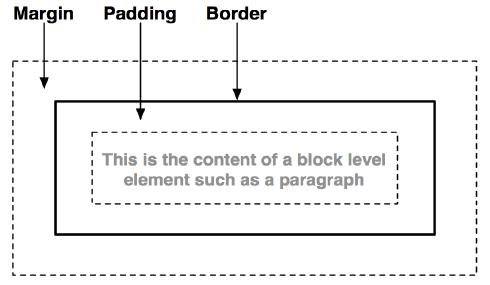 Margin Padding Border
This is the content of a block level
element such as a paragraph